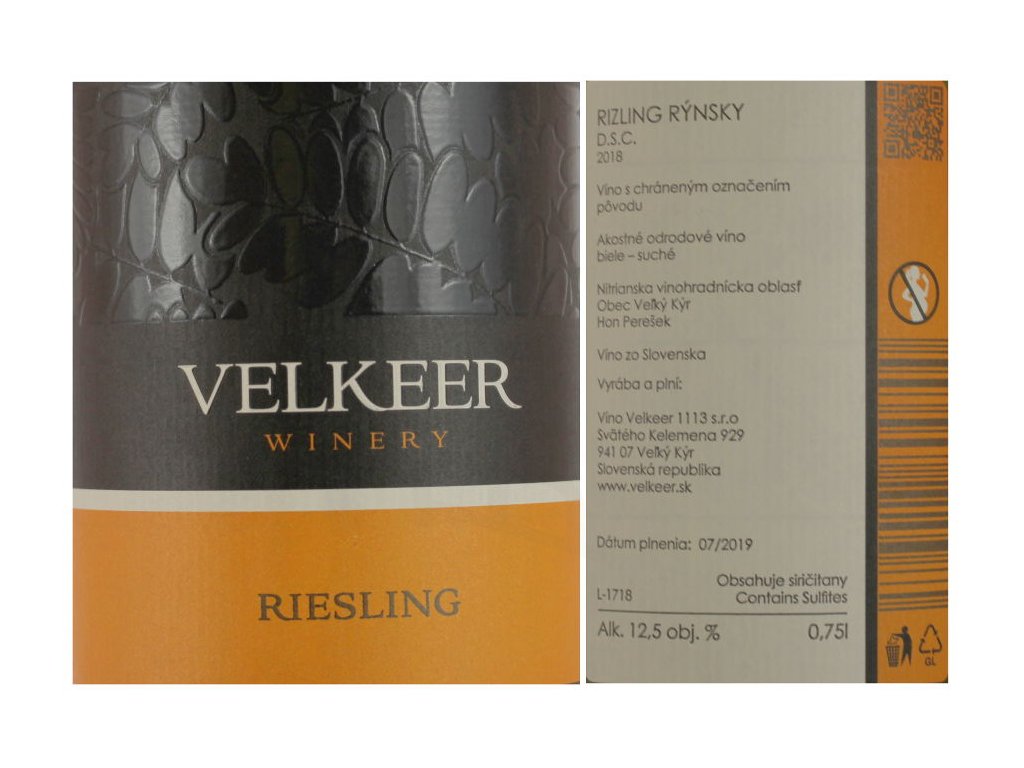 VELKEER
WINERY
RIESLING
RIZLING RÝNSKY
D.S.C.
2018
Víno s chráneným označením
pôvodu
Akostné odrodové víno
biele – suché
Nitrianska vinohradnícka oblasť
Obec Veľký Kýr
Hon Perešek
Víno zo Slovenska
Vyrába a plní:
Víno Velkeer 1113 s.r.o
Svätého Kelemena 929
941 07 Veľký Kýr
Slovenská republika
www.velkeer.sk
Dátum plnenia: 07/2019
Obsahuje siričitany
L-1718 Contains Sulfites
Alk. 12,5 obj. % 0,75l
GL